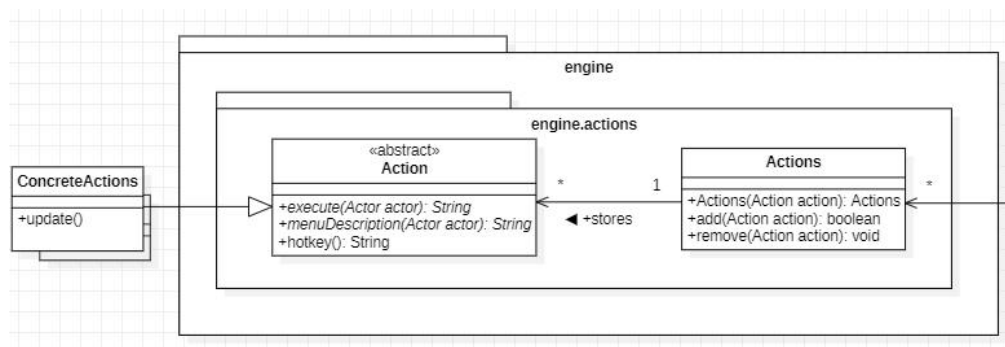 engine
engine.actions
ConcreteActions
+update()
«abstract»
Action
+execute(Actor actor): String
+menuDescription(Actor actor): String
+hotkey(): String
*
1
◀ +stores
Actions
+Actions(Action action): Actions
+add(Action action): boolean
+remove(Action action): void
*